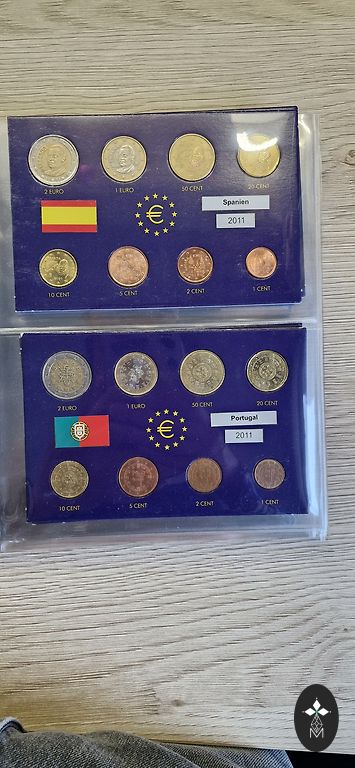 2 EURO 1 EURO 50 CENT 20 CENT
Spanien
€
2011
10 CENT 5 CENT 2 CENT 1 CENT
2 EURO 1 EURO 50 CENT 20 CENT
Portugal
€
2011
10 CENT 5 CENT 2 CENT 1 CENT
M